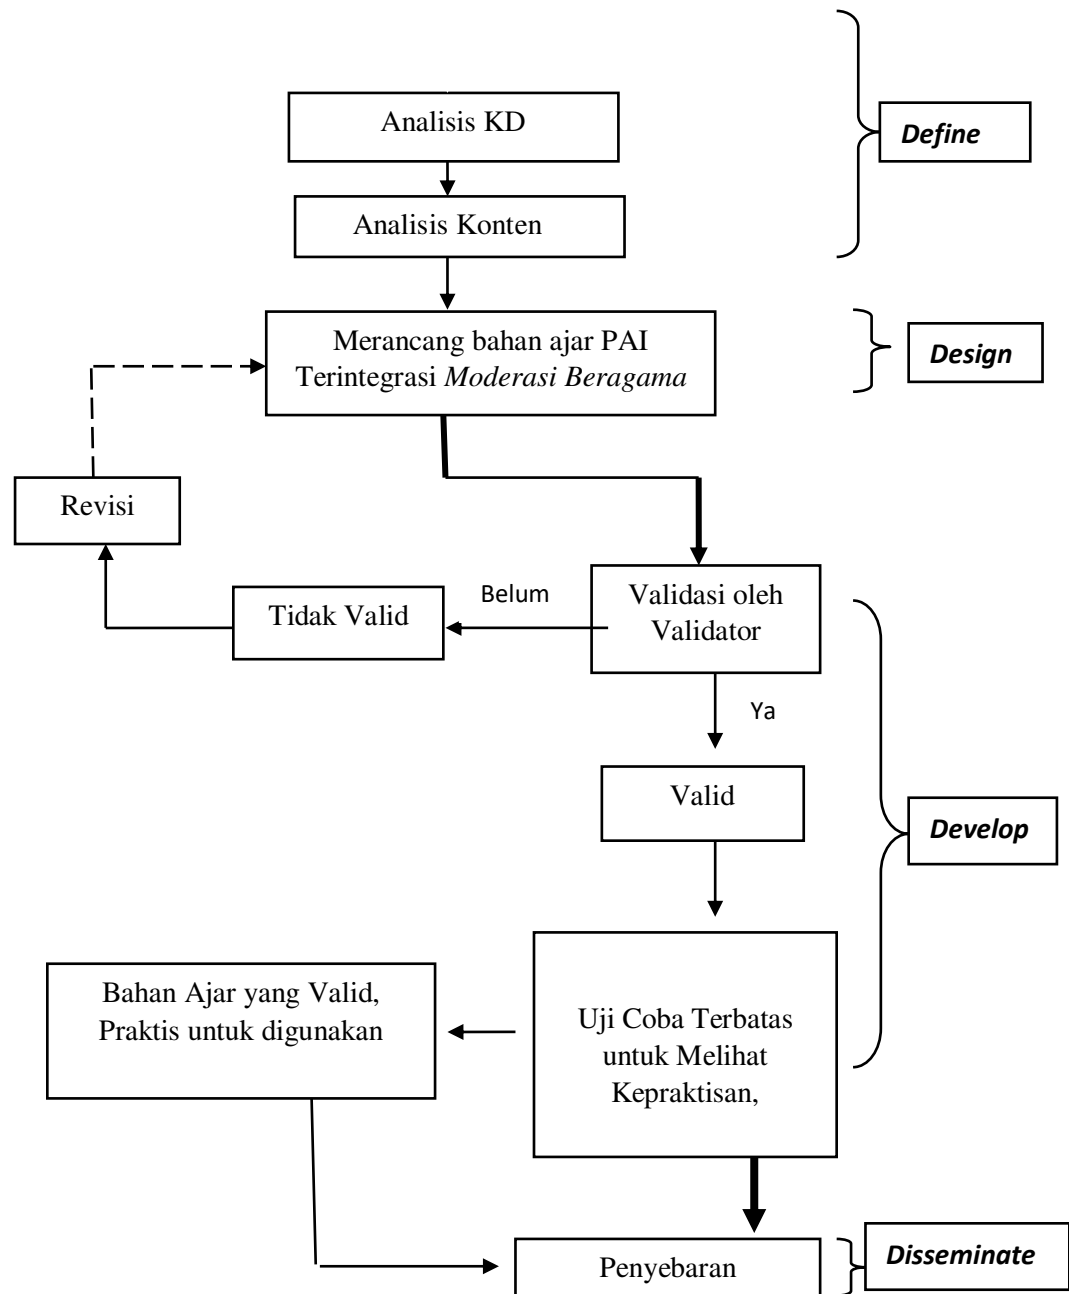 Analisis KD
Define
Analisis Konten
Merancang bahan ajar PAI
Terintegrasi Moderasi Beragama
Design
Revisi
Tidak Valid
Belum
Validasi oleh
Validator
Ya
Valid
Develop
Bahan Ajar yang Valid,
Praktis untuk digunakan
Uji Coba Terbatas
untuk Melihat
Kepraktisan,
Penyebaran
Disseminate